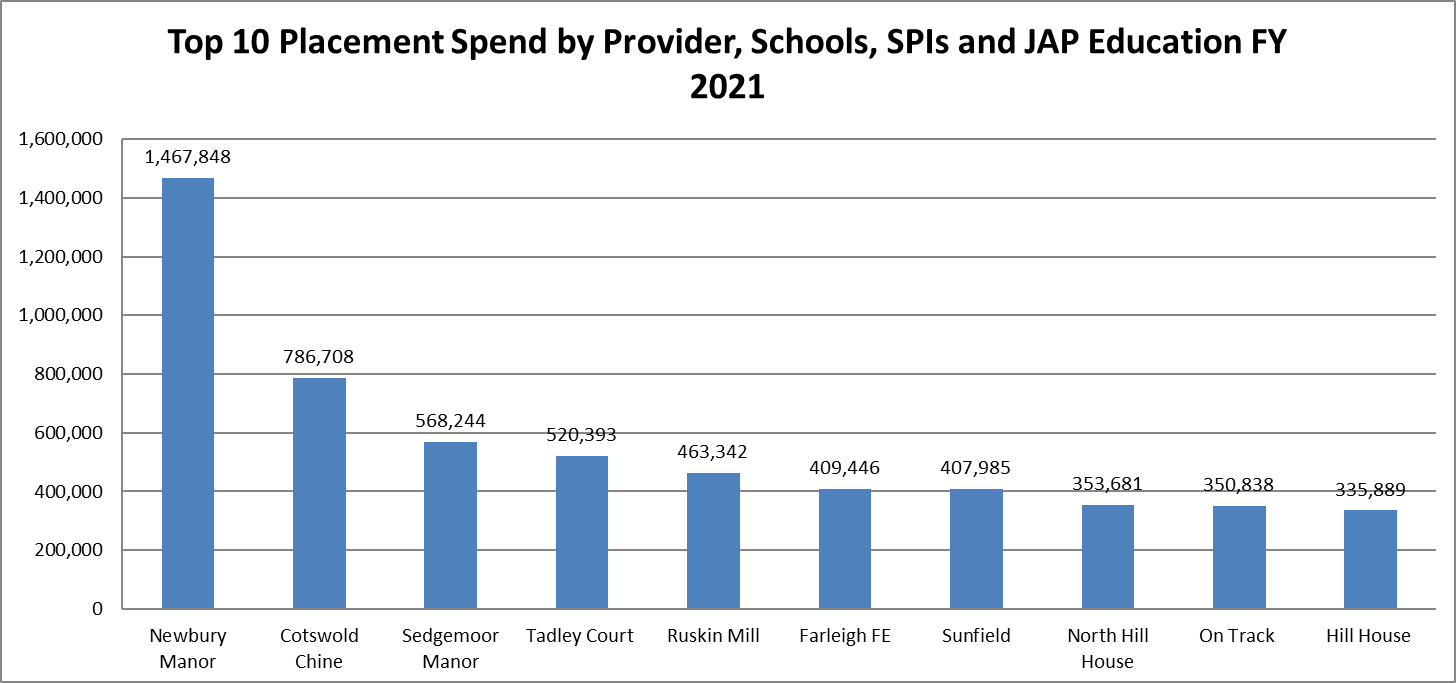 Top 10 Placement Spend by Provider, Schools, SPIs and JAP Education FY
2021
1,600,000
1,400,000
1,200,000
1,000,000
800,000
600,000
400,000
200,000
0
1,467,848
786,708
568,244
520,393
463,342
409,446
407,985
353,681
350,838
335,889
Newbury
Manor
Cotswold
Chine
Sedgemoor
Manor
Tadley Court
Ruskin Mill
Farleigh FE
Sunfield
North Hill
House
On Track
Hill House